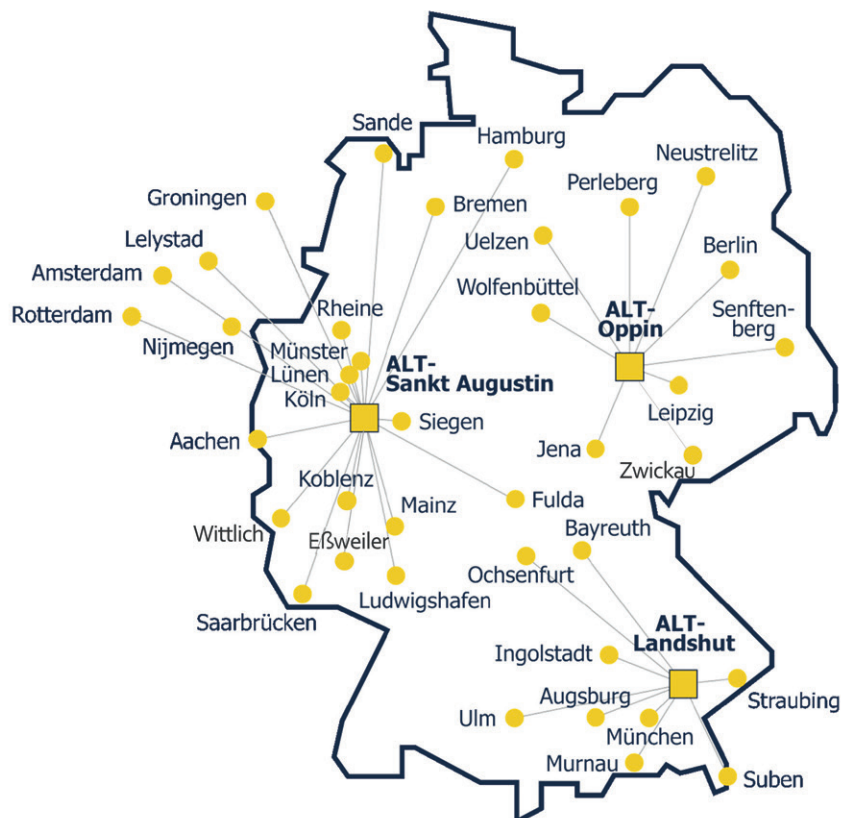 Sande
Hamburg
Neustrelitz
Perleberg
Groningen
Bremen
Lelystad
Uelzen
Berlin
Amsterdam
Wolfenbüttel
ALT-
Oppin
Senften-
berg
Rheine
Rotterdam
Nijmegen
Münster
Lünen
Köln
ALT-
Sankt Augustin
Leipzig
Siegen
Aachen
Jena
Zwickau
Koblenz
Mainz
Fulda
Wittlich
Eßweiler
Bayreuth
Ochsenfurt
Ludwigshafen
Saarbrücken
ALT-
Landshut
Ingolstadt
Augsburg
Straubing
Ulm
München
Murnau
Suben